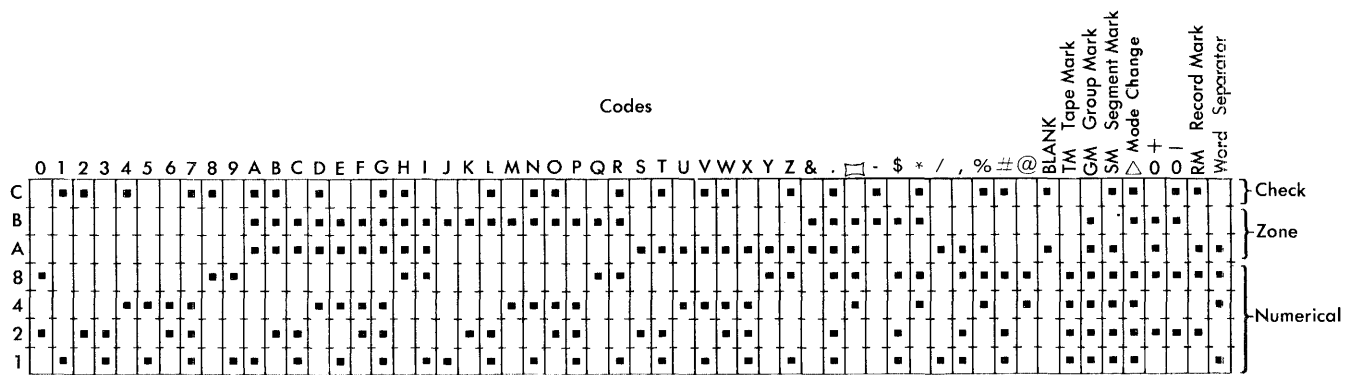 Codes
0 1 2 3 4 5 6 7 8 9 A B C D E F G H I J K L M N O P Q R S T U V W X Y Z & . ⌑ - $ * / , % # @ BLANK TM Tape Mark GM Group Mark SM Segment Mark △ Mode Change 0 + 0 - RM Record Mark Word Separator
C Check
B
Zone
A
8
4
Numerical
2
1